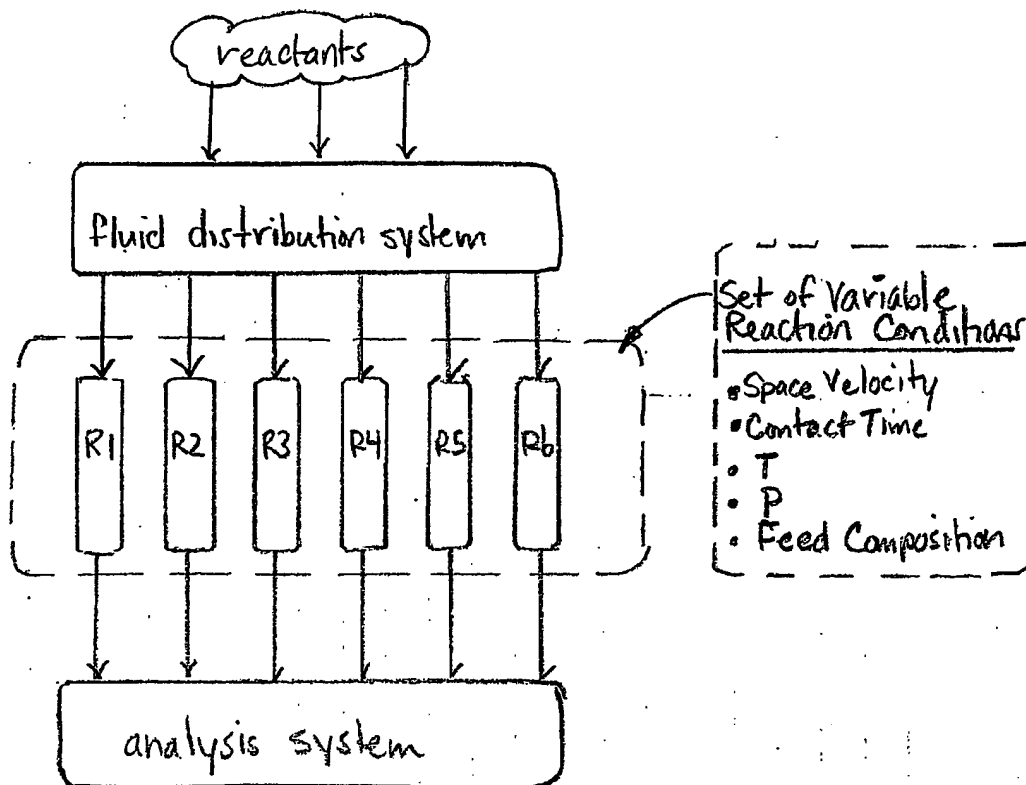 reactants
fluid distribution system
Set of Variable
Reaction Conditions
• Space Velocity
• Contact Time
• T
• P
• Feed Composition
R1 R2 R3 R4 R5 R6
analysis system